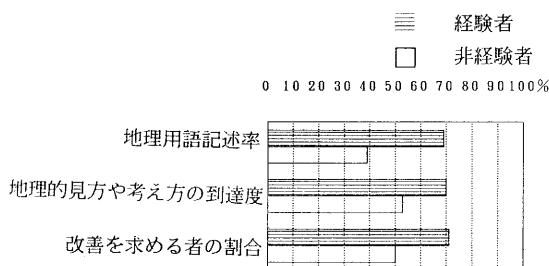 経験者
非経験者
0 10 20 30 40 50 60 70 80 90 100%
地理用語記述率
地理的見方や考え方の到達度
改善を求める者の割合